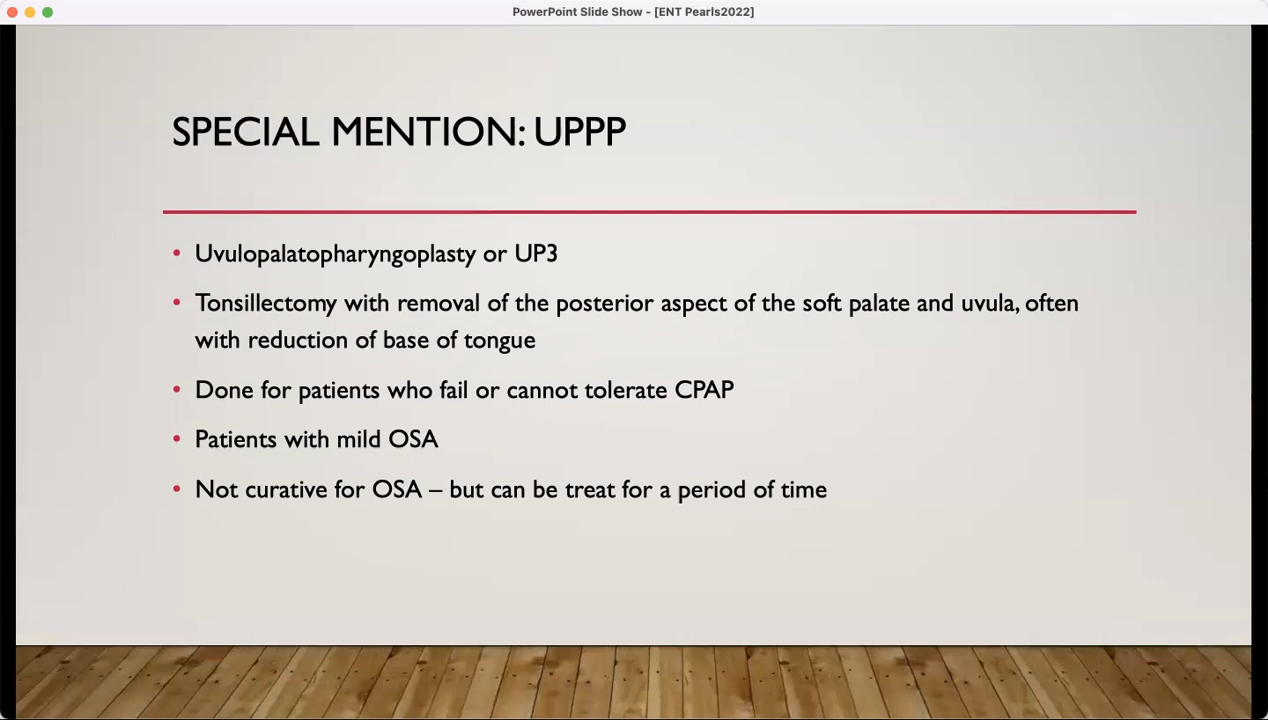 PowerPoint Slide Show - [ENT Pearls2022]
SPECIAL MENTION: UPPP
• Uvulopalatopharyngoplasty or UP3
• Tonsillectomy with removal of the posterior aspect of the soft palate and uvula, often
with reduction of base of tongue
• Done for patients who fail or cannot tolerate CPAP
• Patients with mild OSA
• Not curative for OSA – but can be treat for a period of time